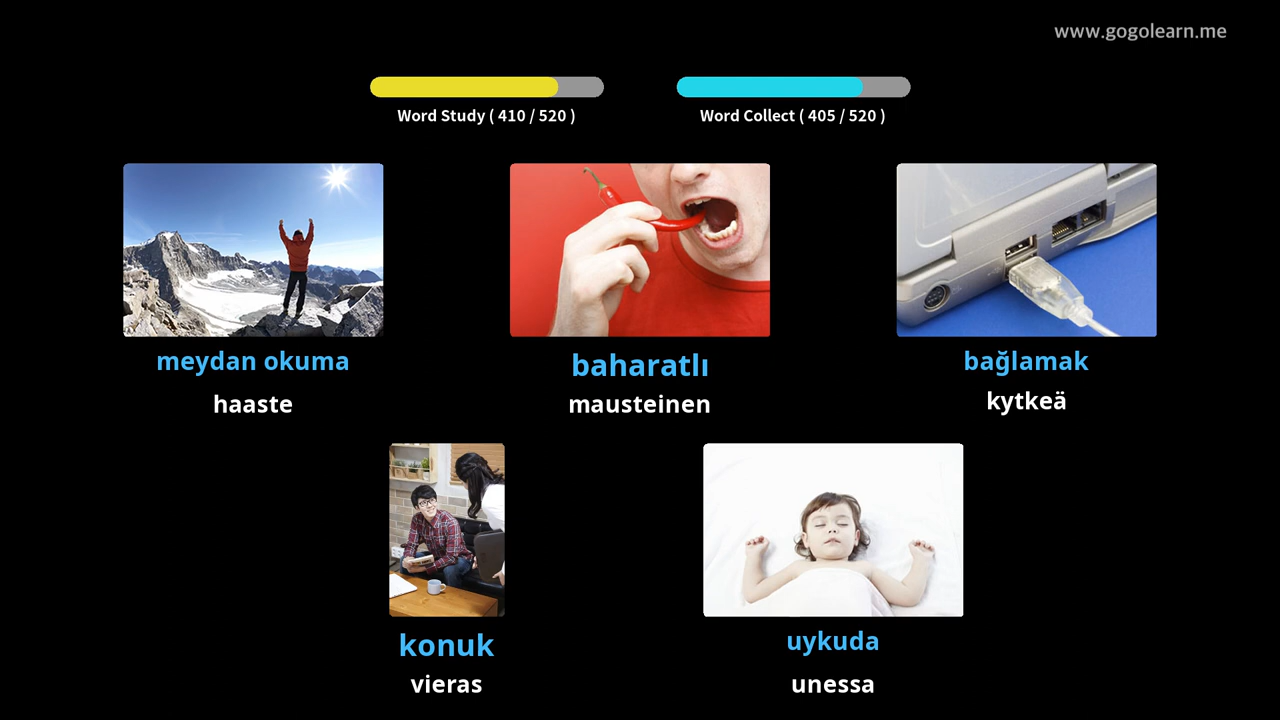 www.gogolearn.me
Word Study ( 410 / 520 )
Word Collect ( 405 / 520 )
meydan okuma
haaste
baharatlı
mausteinen
bağlamak
kytkeä
konuk
vieras
uykuda
unessa